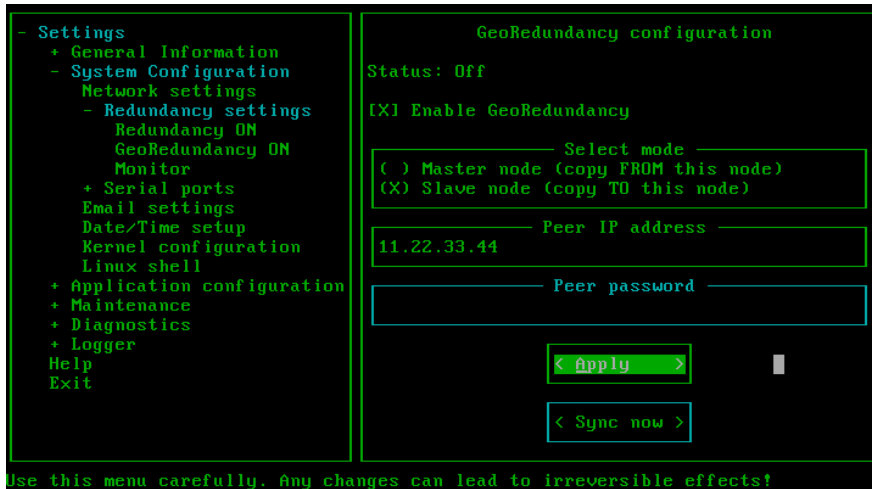 - Settings
+ General Information
- System Configuration
Network settings
- Redundancy settings
Redundancy ON
GeoRedundancy ON
Monitor
+ Serial ports
Email settings
Date/Time setup
Kernel configuration
Linux shell
+ Application configuration
+ Maintenance
+ Diagnostics
+ Logger
Help
Exit
GeoRedundancy configuration
Status: Off
[X] Enable GeoRedundancy
Select mode
( ) Master node (copy FROM this node)
(X) Slave node (copy TO this node)
Peer IP address
11.22.33.44
Peer password
< Apply >
< Sync now >
Use this menu carefully. Any changes can lead to irreversible effects!